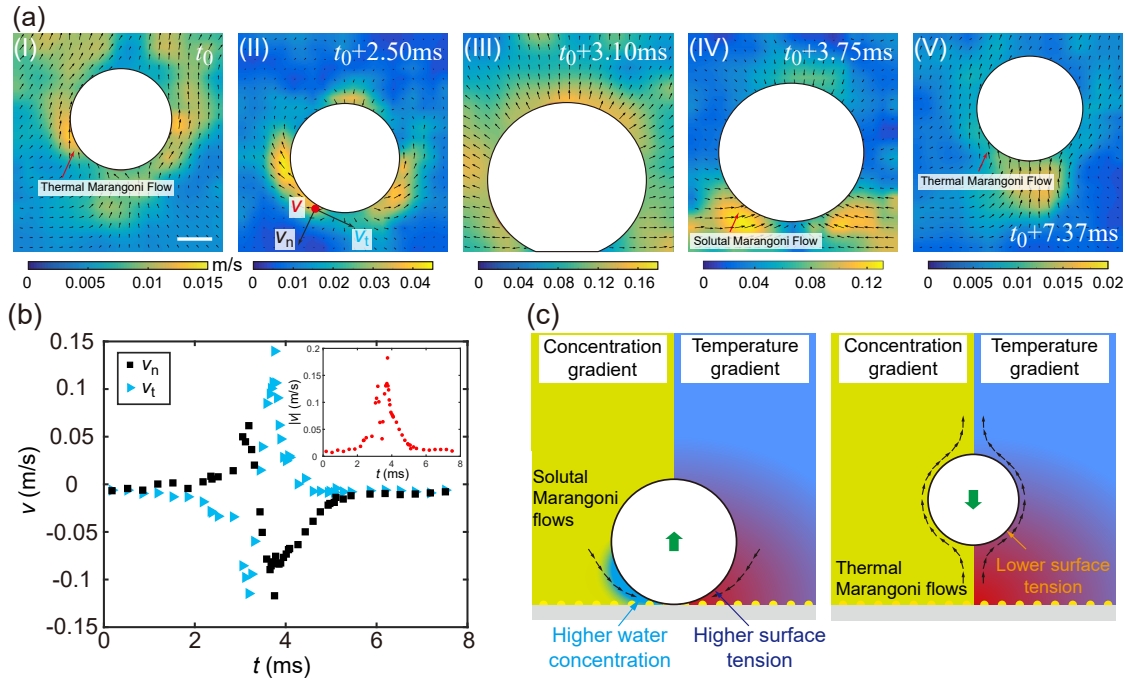 (a)
(I)
t0
Thermal Marangoni Flow
(II)
t0+2.50ms
v
vn
vt
(III)
t0+3.10ms
(IV)
t0+3.75ms
Solutal Marangoni Flow
(V)
Thermal Marangoni Flow
t0+7.37ms
0 0.005 0.01 0.015 m/s
0 0.01 0.02 0.03 0.04
0 0.04 0.08 0.12 0.16
0 0.04 0.08 0.12
0 0.01 0.02
(b)
0.15
0.1
0.05
0
-0.05
-0.1
-0.15
v (m/s)
vn
vt
0 2 4 6 8
t (ms)
0.2
0.15
0.1
0.05
0
|v| (m/s)
0 2 4 6 8
t (ms)
(c)
Concentration
gradient
Temperature
gradient
Solutal
Marangoni
flows
Higher water
concentration
Higher surface
tension
Concentration
gradient
Temperature
gradient
Thermal
Marangoni flows
Lower surface
tension